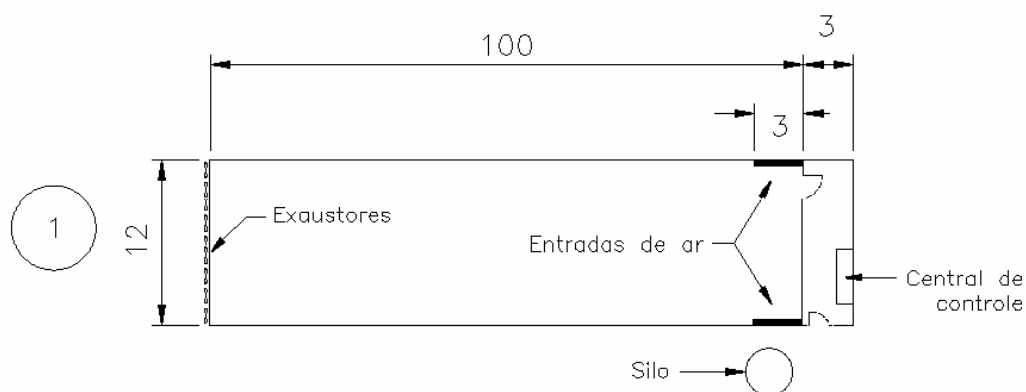 3
100
3
1
12
Exaustores
Entradas de ar
Central de
controle
Silo